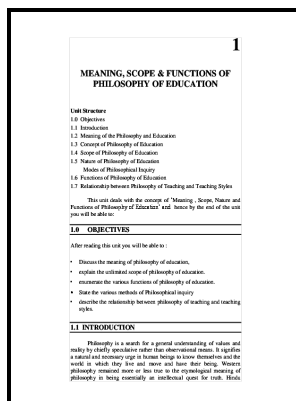 1
MEANING, SCOPE & FUNCTIONS OF
PHILOSOPHY OF EDUCATION
Unit Structure
1.0 Objectives
1.1 Introduction
1.2 Meaning of the Philosophy and Education
1.3 Concept of Philosophy of Education
1.4 Scope of Philosophy of Education
1.5 Nature of Philosophy of Education
Modes of Philosophical Inquiry
1.6 Functions of Philosophy of Education
1.7 Relationship between Philosophy of Teaching and Teaching Styles
This unit deals with the concept of 'Meaning , Scope, Nature and
Functions of Philosophy of Education' and hence by the end of the unit
you will be able to:
1.0 OBJECTIVES
After reading this unit you will be able to :
• Discuss the meaning of philosophy of education,
• explain the unlimited scope of philosophy of education.
• enumerate the various functions of philosophy of education.
• State the various methods of Philosophical inquiry
• describe the relationship between philosophy of teaching and teaching
styles.
1.1 INTRODUCTION
Philosophy is a search for a general understanding of values and
reality by chiefly speculative rather than observational means. It signifies
a natural and necessary urge in human beings to know themselves and the
world in which they live and move and have their being. Western
philosophy remained more or less true to the etymological meaning of
philosophy in being essentially an intellectual quest for truth. Hindu